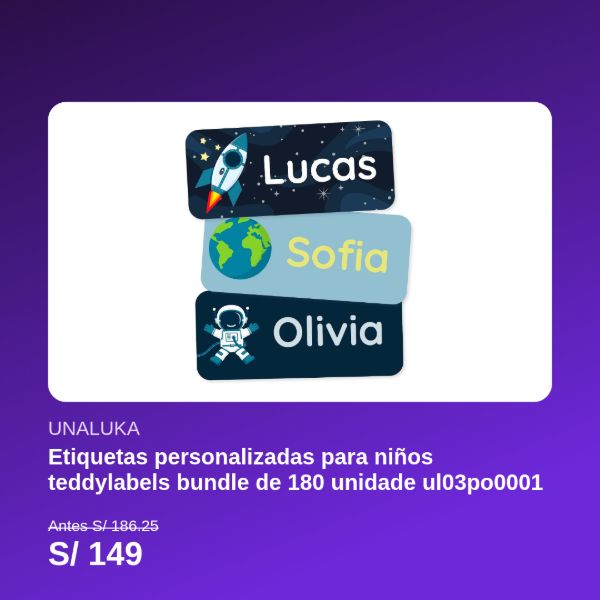 Lucas
Sofia
Olivia
UNALUKA
Etiquetas personalizadas para niños
teddylabels bundle de 180 unidade ul03po0001
Antes S/ 186.25
S/ 149